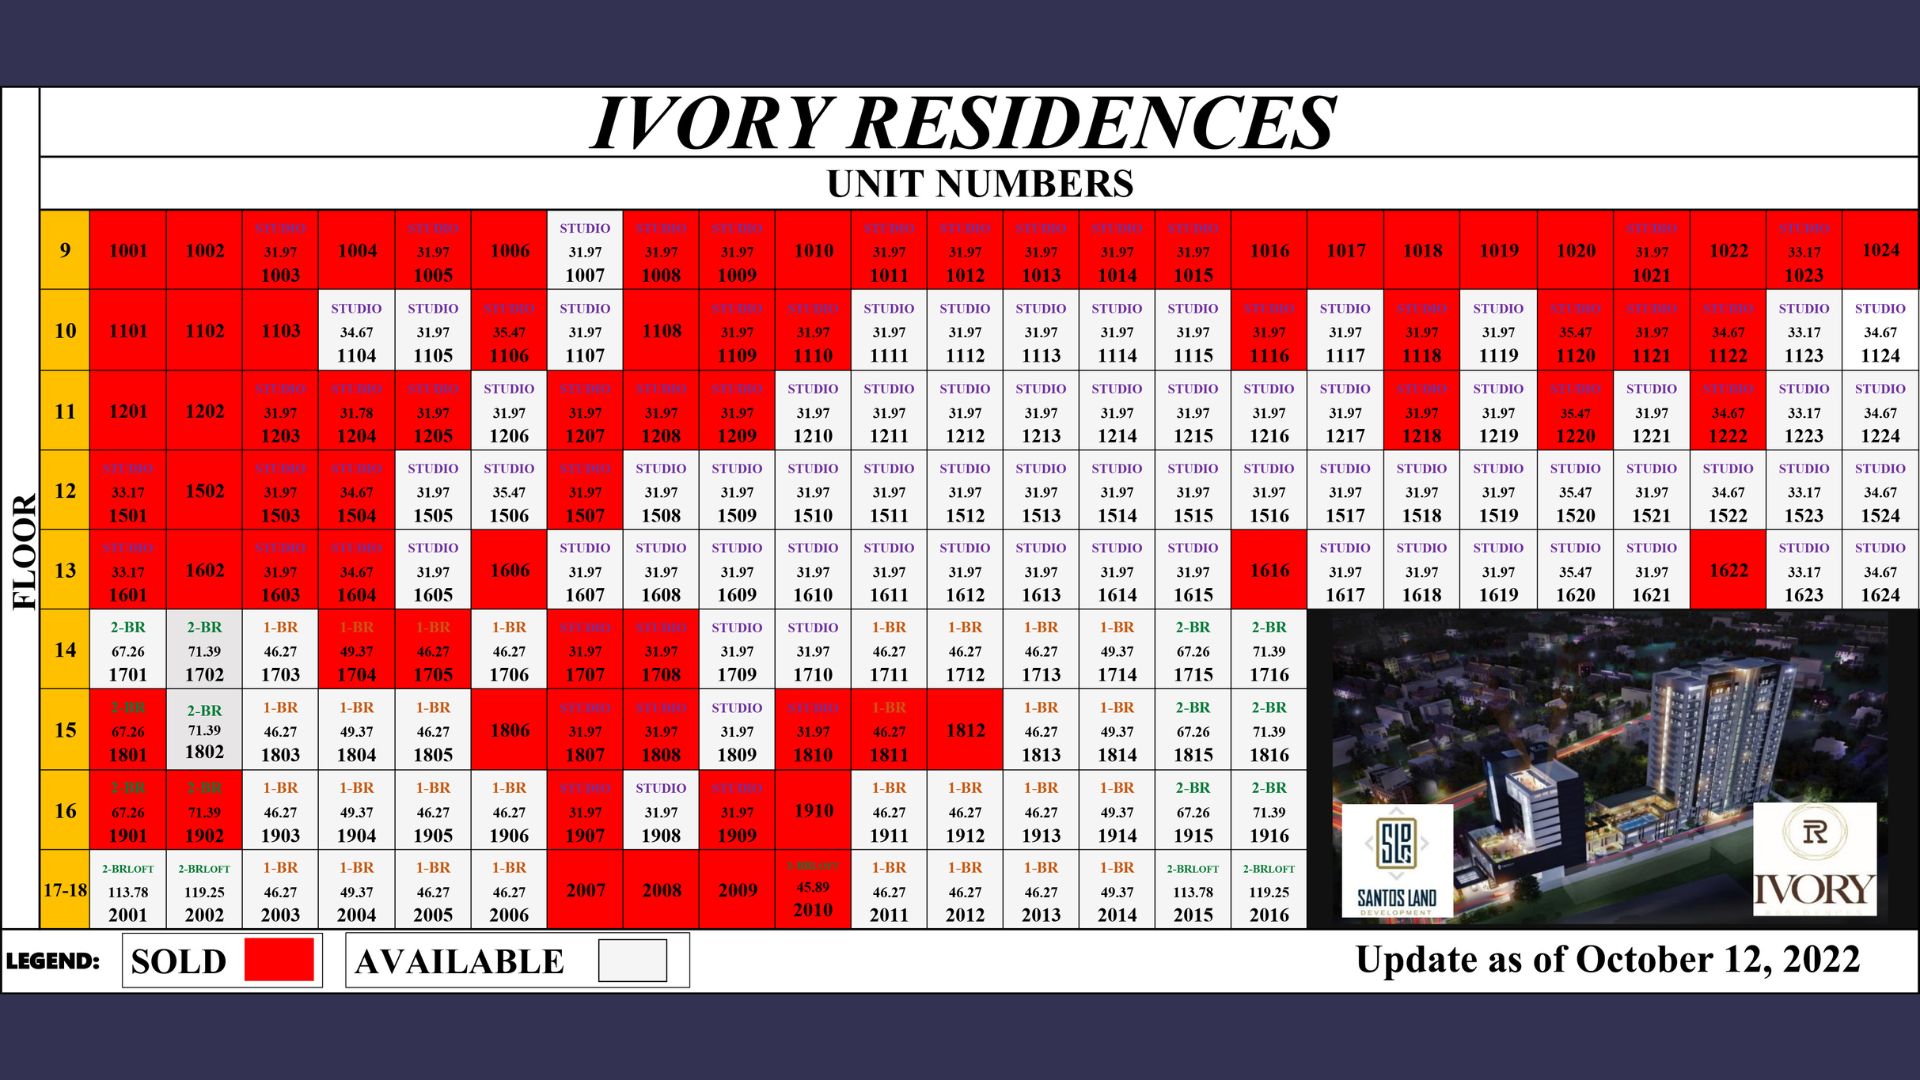 IVORY RESIDENCES
UNIT NUMBERS
FLOOR
9 1001 1002 STUDIO 31.97 1003 1004 STUDIO 31.97 1005 1006 STUDIO 31.97 1007 STUDIO 31.97 1008 STUDIO 31.97 1009 1010 STUDIO 31.97 1011 STUDIO 31.97 1012 STUDIO 31.97 1013 STUDIO 31.97 1014 STUDIO 31.97 1015 1016 1017 1018 1019 1020 STUDIO 31.97 1021 1022 STUDIO 33.17 1023 1024
10 1101 1102 1103 STUDIO 34.67 1104 STUDIO 31.97 1105 STUDIO 35.47 1106 STUDIO 31.97 1107 1108 STUDIO 31.97 1109 STUDIO 31.97 1110 STUDIO 31.97 1111 STUDIO 31.97 1112 STUDIO 31.97 1113 STUDIO 31.97 1114 STUDIO 31.97 1115 STUDIO 31.97 1116 STUDIO 31.97 1117 STUDIO 31.97 1118 STUDIO 31.97 1119 STUDIO 35.47 1120 STUDIO 31.97 1121 STUDIO 34.67 1122 STUDIO 33.17 1123 STUDIO 34.67 1124
11 1201 1202 STUDIO 31.97 1203 STUDIO 31.78 1204 STUDIO 31.97 1205 STUDIO 31.97 1206 STUDIO 31.97 1207 STUDIO 31.97 1208 STUDIO 31.97 1209 STUDIO 31.97 1210 STUDIO 31.97 1211 STUDIO 31.97 1212 STUDIO 31.97 1213 STUDIO 31.97 1214 STUDIO 31.97 1215 STUDIO 31.97 1216 STUDIO 31.97 1217 STUDIO 31.97 1218 STUDIO 31.97 1219 STUDIO 35.47 1220 STUDIO 31.97 1221 STUDIO 34.67 1222 STUDIO 33.17 1223 STUDIO 34.67 1224
12 STUDIO 33.17 1501 1502 STUDIO 31.97 1503 STUDIO 34.67 1504 STUDIO 31.97 1505 STUDIO 35.47 1506 STUDIO 31.97 1507 STUDIO 31.97 1508 STUDIO 31.97 1509 STUDIO 31.97 1510 STUDIO 31.97 1511 STUDIO 31.97 1512 STUDIO 31.97 1513 STUDIO 31.97 1514 STUDIO 31.97 1515 STUDIO 31.97 1516 STUDIO 31.97 1517 STUDIO 31.97 1518 STUDIO 31.97 1519 STUDIO 35.47 1520 STUDIO 31.97 1521 STUDIO 34.67 1522 STUDIO 33.17 1523 STUDIO 34.67 1524
13 STUDIO 33.17 1601 1602 STUDIO 31.97 1603 STUDIO 34.67 1604 STUDIO 31.97 1605 1606 STUDIO 31.97 1607 STUDIO 31.97 1608 STUDIO 31.97 1609 STUDIO 31.97 1610 STUDIO 31.97 1611 STUDIO 31.97 1612 STUDIO 31.97 1613 STUDIO 31.97 1614 STUDIO 31.97 1615 1616 STUDIO 31.97 1617 STUDIO 31.97 1618 STUDIO 31.97 1619 STUDIO 35.47 1620 STUDIO 31.97 1621 1622 STUDIO 33.17 1623 STUDIO 34.67 1624
14 2-BR 67.26 1701 2-BR 71.39 1702 1-BR 46.27 1703 1-BR 49.37 1704 1-BR 46.27 1705 1-BR 46.27 1706 STUDIO 31.97 1707 STUDIO 31.97 1708 STUDIO 31.97 1709 STUDIO 31.97 1710 1-BR 46.27 1711 1-BR 46.27 1712 1-BR 46.27 1713 1-BR 49.37 1714 2-BR 67.26 1715 2-BR 71.39 1716
15 2-BR 67.26 1801 2-BR 71.39 1802 1-BR 46.27 1803 1-BR 49.37 1804 1-BR 46.27 1805 1806 STUDIO 31.97 1807 STUDIO 31.97 1808 STUDIO 31.97 1809 STUDIO 31.97 1810 1-BR 46.27 1811 1812 1-BR 46.27 1813 1-BR 49.37 1814 2-BR 67.26 1815 2-BR 71.39 1816
16 2-BR 67.26 1901 2-BR 71.39 1902 1-BR 46.27 1903 1-BR 49.37 1904 1-BR 46.27 1905 1-BR 46.27 1906 STUDIO 31.97 1907 STUDIO 31.97 1908 STUDIO 31.97 1909 1910 1-BR 46.27 1911 1-BR 46.27 1912 1-BR 46.27 1913 1-BR 49.37 1914 2-BR 67.26 1915 2-BR 71.39 1916
17-18 2-BRLOFT 113.78 2001 2-BRLOFT 119.25 2002 1-BR 46.27 2003 1-BR 49.37 2004 1-BR 46.27 2005 1-BR 46.27 2006 2007 2008 2009 45.89 2010 1-BR 46.27 2011 1-BR 46.27 2012 1-BR 46.27 2013 1-BR 49.37 2014 2-BRLOFT 113.78 2015 2-BRLOFT 119.25 2016
SANTOS LAND
DEVELOPMENT
IVORY
RESIDENCES
LEGEND: SOLD AVAILABLE
Update as of October 12, 2022